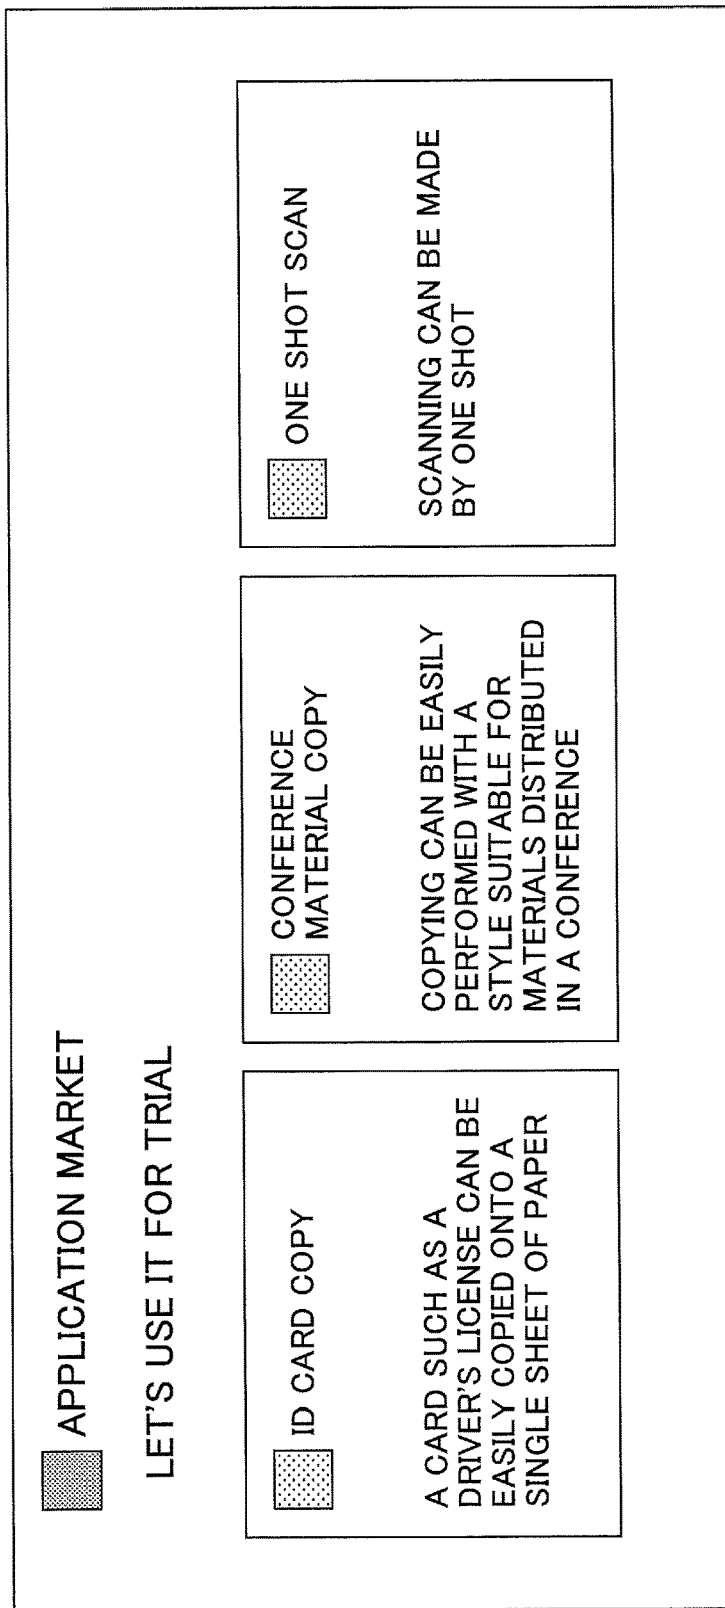 APPLICATION MARKET
LET'S USE IT FOR TRIAL
ID CARD COPY
A CARD SUCH AS A
DRIVER'S LICENSE CAN BE
EASILY COPIED ONTO A
SINGLE SHEET OF PAPER
CONFERENCE
MATERIAL COPY
COPYING CAN BE EASILY
PERFORMED WITH A
STYLE SUITABLE FOR
MATERIALS DISTRIBUTED
IN A CONFERENCE
ONE SHOT SCAN
SCANNING CAN BE MADE
BY ONE SHOT